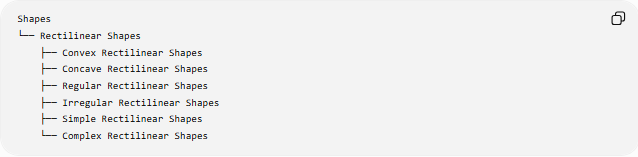 Shapes
└── Rectilinear Shapes
    ├── Convex Rectilinear Shapes
    ├── Concave Rectilinear Shapes
    ├── Regular Rectilinear Shapes
    ├── Irregular Rectilinear Shapes
    ├── Simple Rectilinear Shapes
    └── Complex Rectilinear Shapes